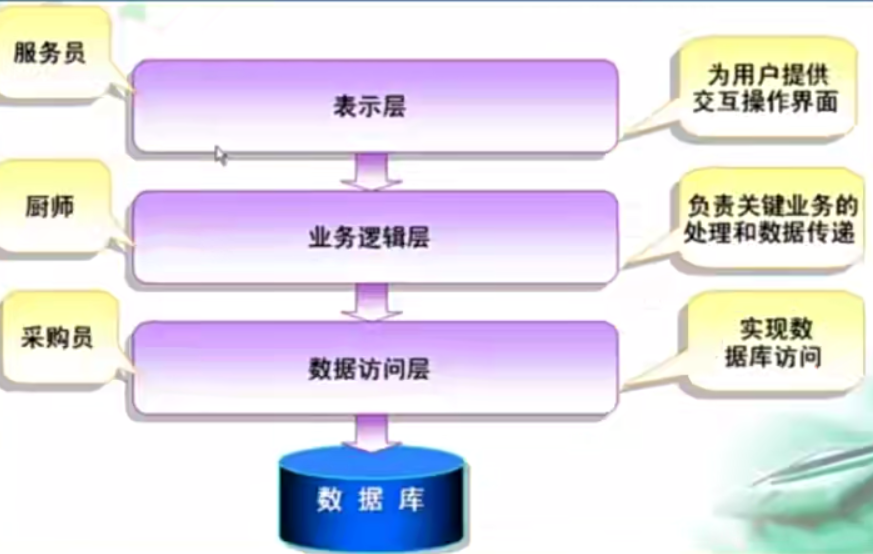 服务员
表示层
为用户提供
交互操作界面
厨师
业务逻辑层
负责关键业务的
处理和数据传递
采购员
数据访问层
实现数
据库访问
数 据 库